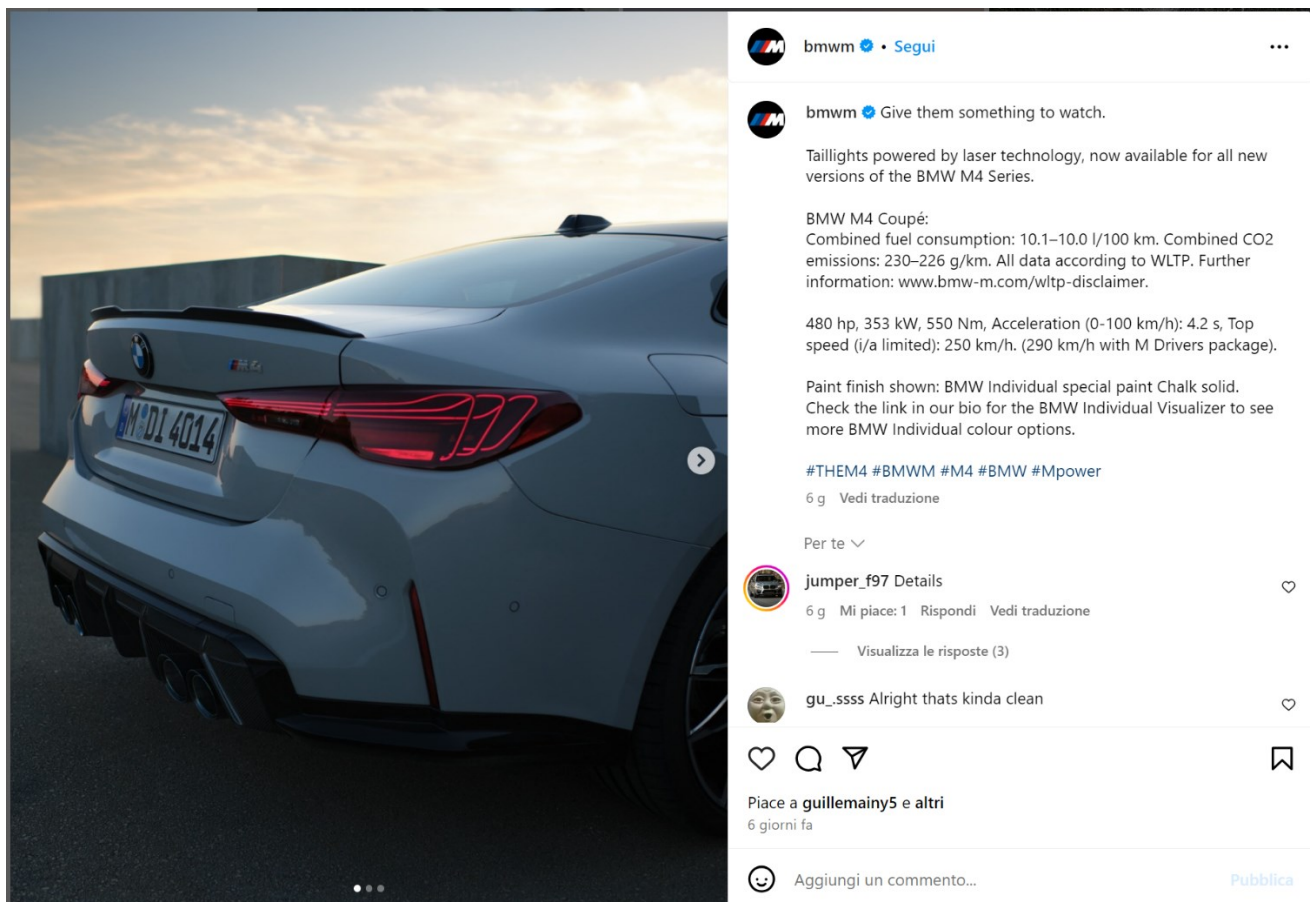 M4
M DI 4014
bmwm • Segui
bmwm Give them something to watch.
Taillights powered by laser technology, now available for all new
versions of the BMW M4 Series.
BMW M4 Coupé:
Combined fuel consumption: 10.1–10.0 l/100 km. Combined CO2
emissions: 230–226 g/km. All data according to WLTP. Further
information: www.bmw-m.com/wltp-disclaimer.
480 hp, 353 kW, 550 Nm, Acceleration (0-100 km/h): 4.2 s, Top
speed (i/a limited): 250 km/h. (290 km/h with M Drivers package).
Paint finish shown: BMW Individual special paint Chalk solid.
Check the link in our bio for the BMW Individual Visualizer to see
more BMW Individual colour options.
#THEM4 #BMWM #M4 #BMW #Mpower
6 g Vedi traduzione
Per te
jumper_f97 Details
6 g Mi piace: 1 Rispondi Vedi traduzione
Visualizza le risposte (3)
gu_.ssss Alright thats kinda clean
Piace a guillemainy5 e altri
6 giorni fa
Aggiungi un commento...
Pubblica